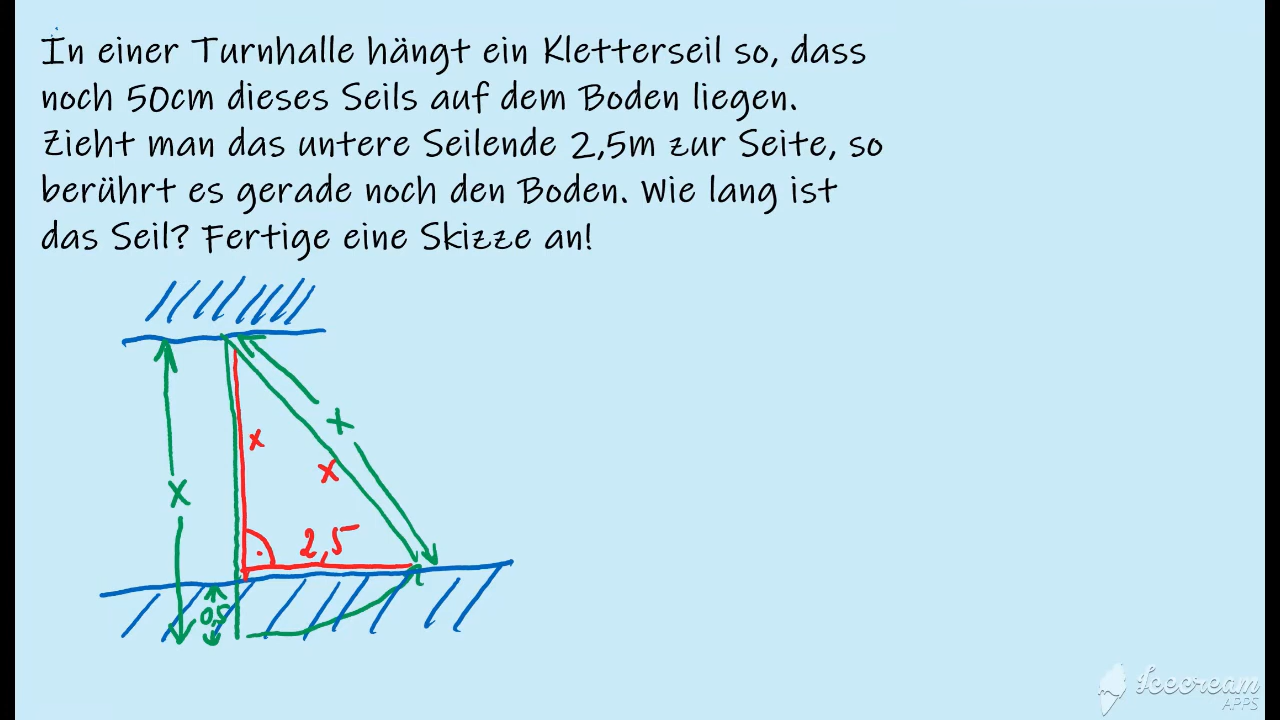 In einer Turnhalle hängt ein Kletterseil so, dass
noch 50cm dieses Seils auf dem Boden liegen.
Zieht man das untere Seilende 2,5m zur Seite, so
berührt es gerade noch den Boden. Wie lang ist
das Seil? Fertige eine Skizze an!
x
x
x
x
2,5
0,5
Icecream
APPS